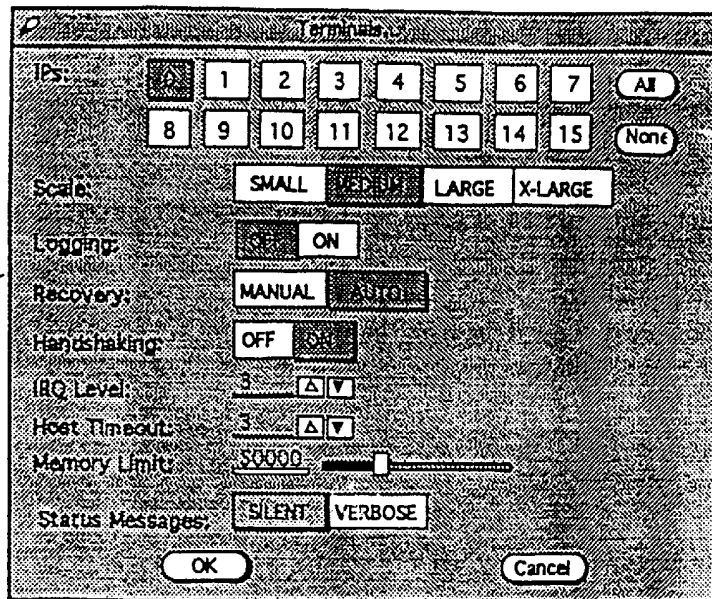 Terminals
IPs: 0 1 2 3 4 5 6 7 All
8 9 10 11 12 13 14 15 None
Scale: SMALL MEDIUM LARGE X-LARGE
Logging: OFF ON
Recovery: MANUAL AUTO
Handshaking: OFF ON
IRQ Level: 3
Host Timeout: 3
Memory Limit: 50000
Status Messages: SILENT VERBOSE
OK Cancel